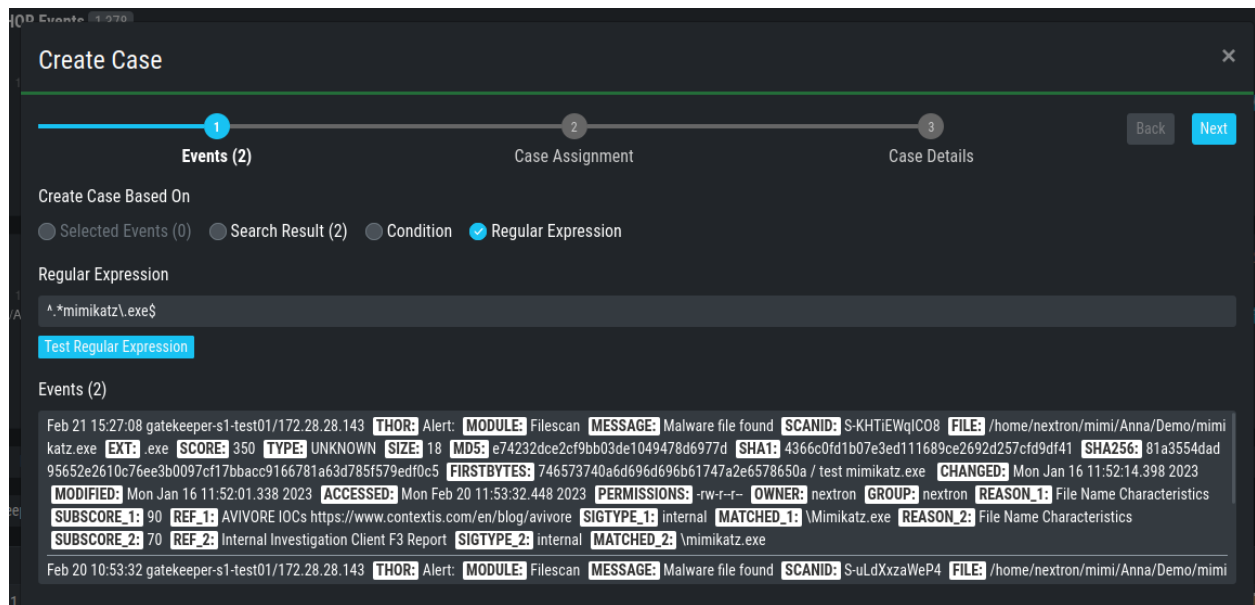 HOP Events 1,278
Create Case
×
1 2 3 Back Next
Events (2) Case Assignment Case Details
Create Case Based On
Selected Events (0) Search Result (2) Condition Regular Expression
Regular Expression
^.*mimikatz\.exe$
Test Regular Expression
Events (2)
Feb 21 15:27:08 gatekeeper-s1-test01/172.28.28.143 THOR: Alert: MODULE: Filescan MESSAGE: Malware file found SCANID: S-KHTiEWqlCO8 FILE: /home/nextron/mimi/Anna/Demo/mimi
katz.exe EXT: .exe SCORE: 350 TYPE: UNKNOWN SIZE: 18 MD5: e74232dce2cf9bb03de1049478d6977d SHA1: 4366c0fd1b07e3ed111689ce2692d257cfd9df41 SHA256: 81a3554dad
95652e2610c76ee3b0097cf17bbacc9166781a63d785f579edf0c5 FIRSTBYTES: 746573740a6d696d696b61747a2e6578650a / test mimikatz.exe CHANGED: Mon Jan 16 11:52:14.398 2023
MODIFIED: Mon Jan 16 11:52:01.338 2023 ACCESSED: Mon Feb 20 11:53:32.448 2023 PERMISSIONS: -rw-r--r-- OWNER: nextron GROUP: nextron REASON_1: File Name Characteristics
SUBSCORE_1: 90 REF_1: AVIVORE IOCs https://www.contextis.com/en/blog/avivore SIGTYPE_1: internal MATCHED_1: \Mimikatz.exe REASON_2: File Name Characteristics
SUBSCORE_2: 70 REF_2: Internal Investigation Client F3 Report SIGTYPE_2: internal MATCHED_2: \mimikatz.exe
Feb 20 10:53:32 gatekeeper-s1-test01/172.28.28.143 THOR: Alert: MODULE: Filescan MESSAGE: Malware file found SCANID: S-uLdXxzaWeP4 FILE: /home/nextron/mimi/Anna/Demo/mimi